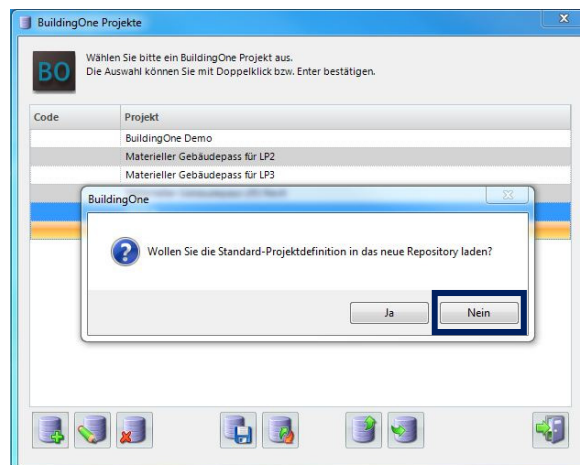 BuildingOne Projekte
BO
Wählen Sie bitte ein BuildingOne Projekt aus.
Die Auswahl können Sie mit Doppelklick bzw. Enter bestätigen.
Code Projekt
BuildingOne Demo
Materieller Gebäudepass für LP2
Materieller Gebäudepass für LP3
BuildingOne
Wollen Sie die Standard-Projektdefinition in das neue Repository laden?
Ja Nein